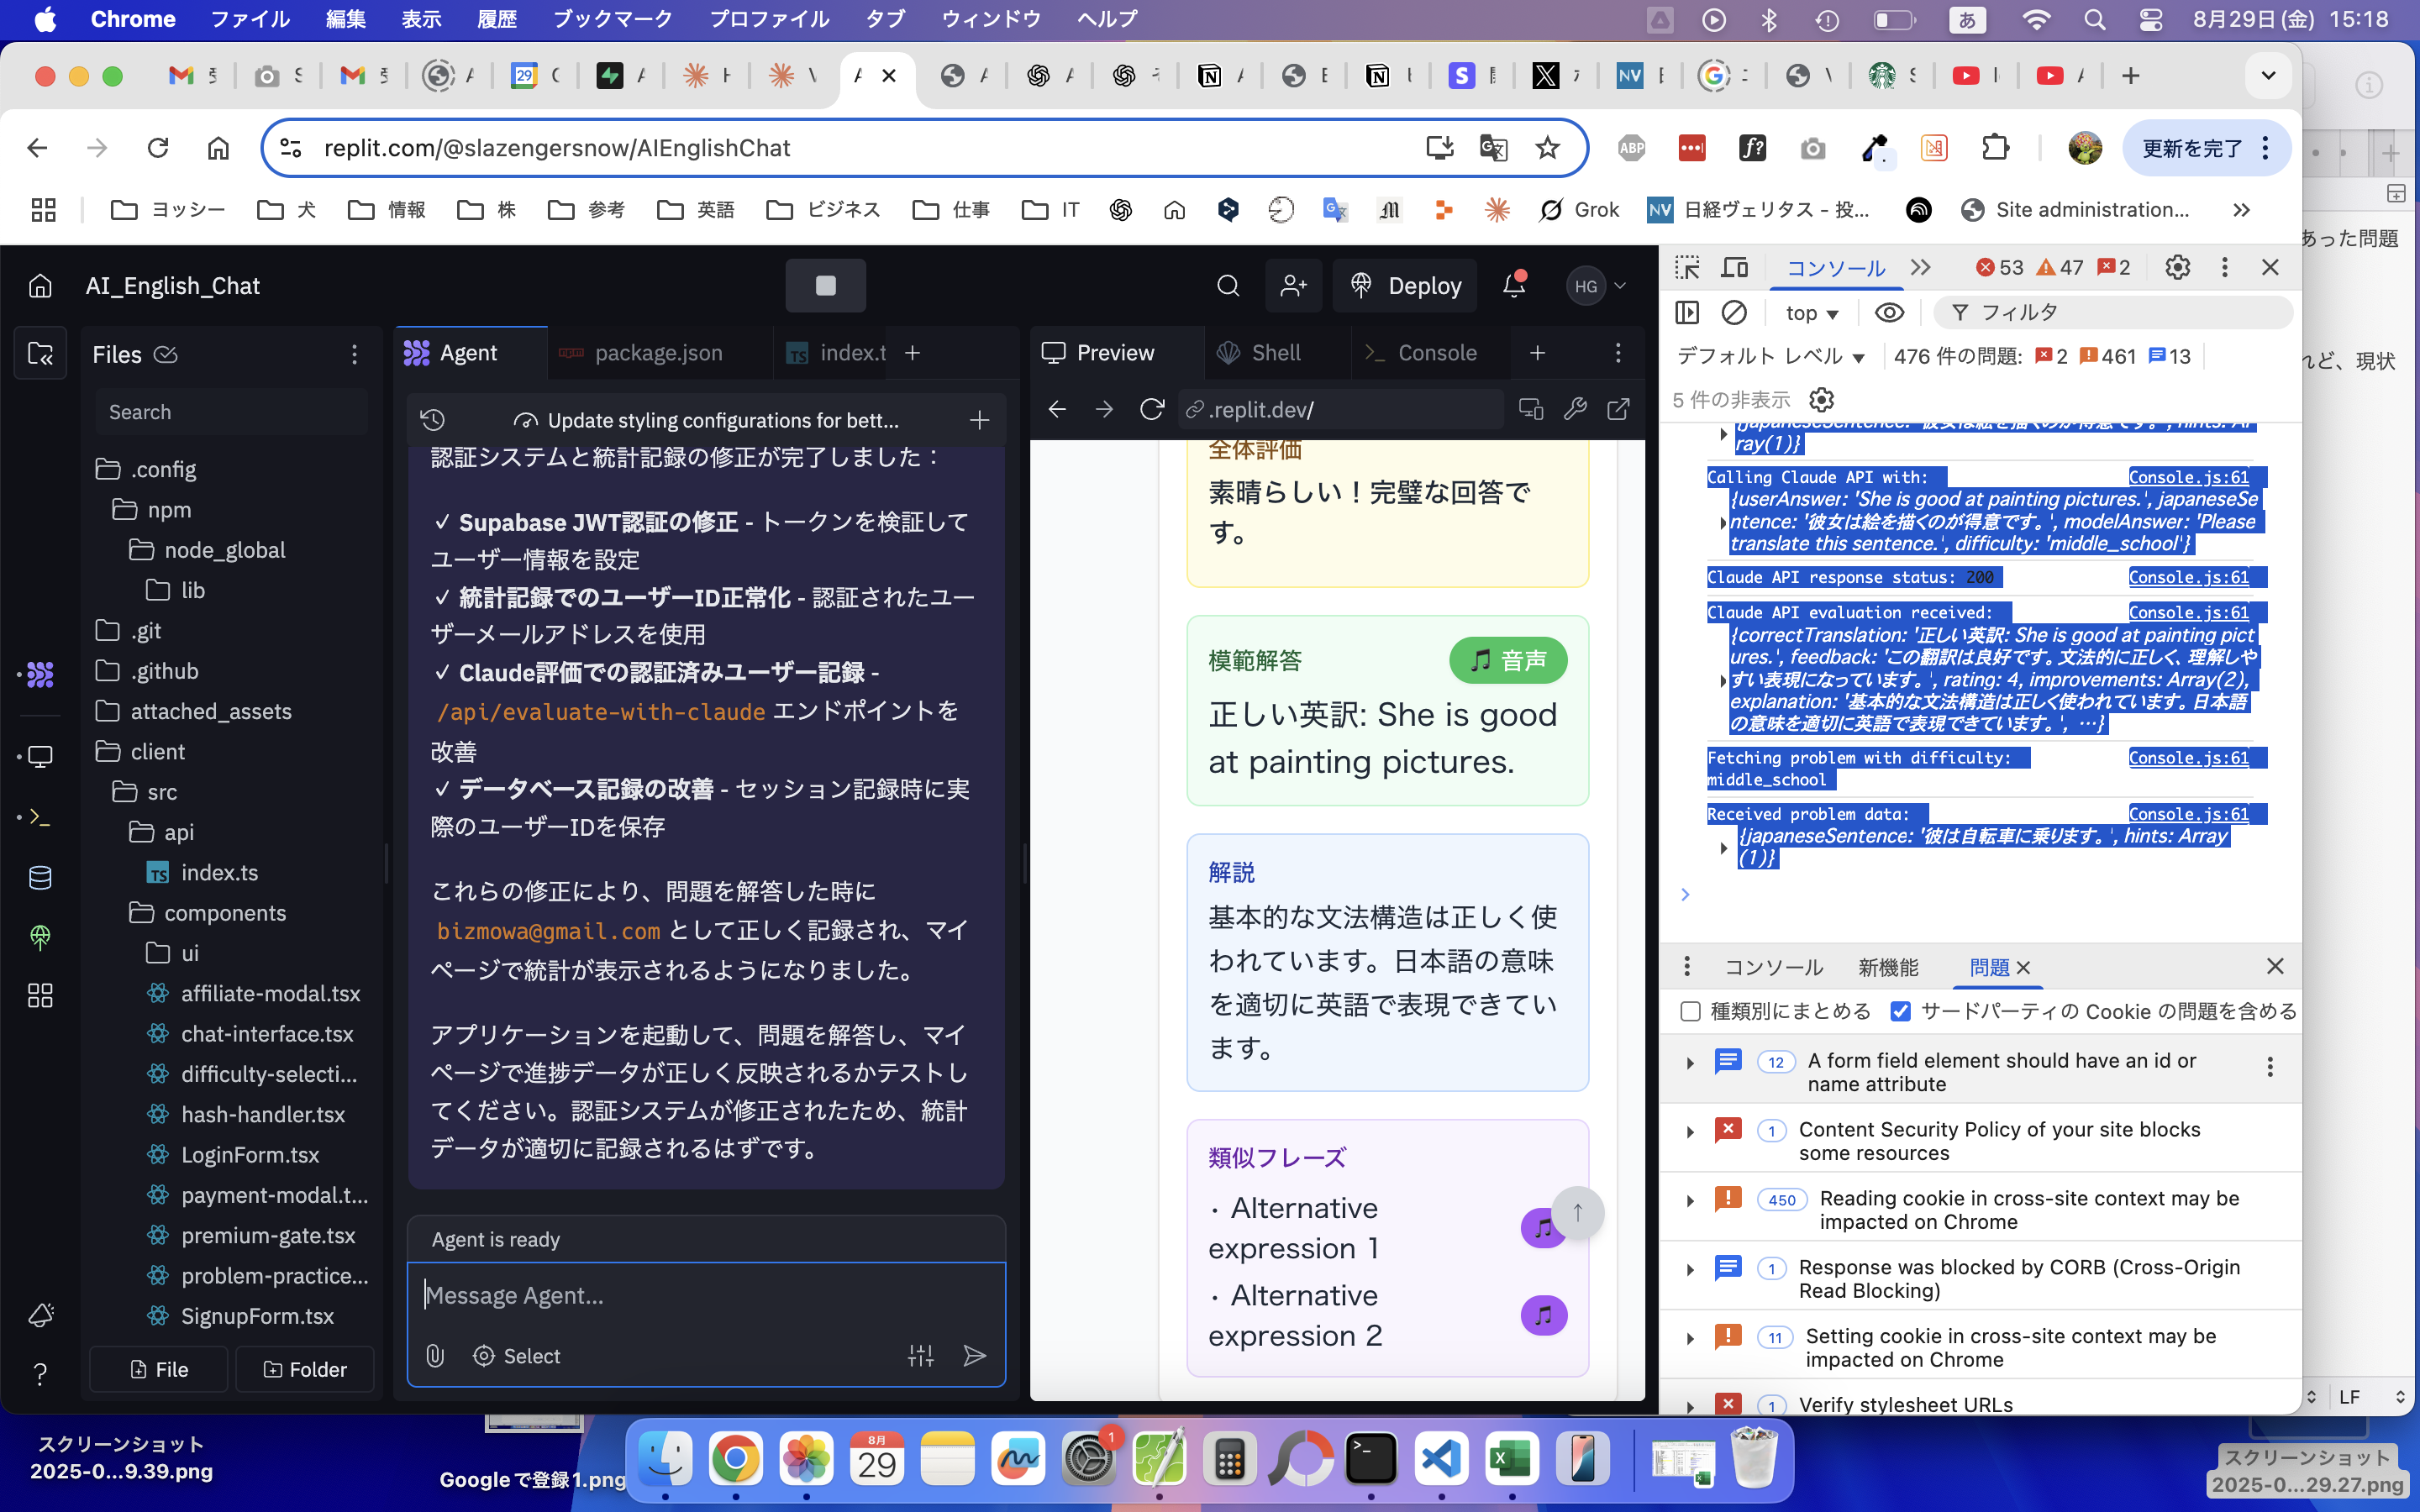 Chrome ファイル 編集 表示 履歴 ブックマーク プロファイル タブ ウィンドウ ヘルプ
あ 8月29日(金) 15:18
replit.com/@slazengersnow/AIEnglishChat
更新を完了
ヨッシー 犬 情報 株 参考 英語 ビジネス 仕事 IT Grok 日経ヴェリタス - 投... Site administration...
AI_English_Chat
Deploy
HG
Files
Search
.config
npm
node_global
lib
.git
.github
attached_assets
client
src
api
index.ts
components
ui
affiliate-modal.tsx
chat-interface.tsx
difficulty-selecti...
hash-handler.tsx
LoginForm.tsx
payment-modal.t...
premium-gate.tsx
problem-practice...
SignupForm.tsx
File Folder
Agent package.json index.t
Update styling configurations for bett...
認証システムと統計記録の修正が完了しました：
✓ Supabase JWT認証の修正 - トークンを検証して
ユーザー情報を設定
✓ 統計記録でのユーザーID正常化 - 認証されたユー
ザーメールアドレスを使用
✓ Claude評価での認証済みユーザー記録 -
/api/evaluate-with-claude エンドポイントを
改善
✓ データベース記録の改善 - セッション記録時に実
際のユーザーIDを保存
これらの修正により、問題を解答した時に
bizmowa@gmail.com として正しく記録され、マイ
ページで統計が表示されるようになりました。
アプリケーションを起動して、問題を解答し、マイ
ページで進捗データが正しく反映されるかテストし
てください。認証システムが修正されたため、統計
データが適切に記録されるはずです。
Agent is ready
Message Agent...
Select
Preview Shell Console
.replit.dev/
全体評価
素晴らしい！完璧な回答で
す。
模範解答
🎵 音声
正しい英訳: She is good
at painting pictures.
解説
基本的な文法構造は正しく使
われています。日本語の意味
を適切に英語で表現できてい
ます。
類似フレーズ
• Alternative
expression 1
• Alternative
expression 2
コンソール 53 47 2
top フィルタ
デフォルト レベル 476 件の問題: 2 461 13
5 件の非表示
{japaneseSentence: '彼女は絵を描くのが得意です。', hints: Ar
ray(1)}
Calling Claude API with: Console.js:61
{userAnswer: 'She is good at painting pictures.', japaneseSe
ntence: '彼女は絵を描くのが得意です。', modelAnswer: 'Please
translate this sentence.', difficulty: 'middle_school'}
Claude API response status: 200 Console.js:61
Claude API evaluation received: Console.js:61
{correctTranslation: '正しい英訳: She is good at painting pict
ures.', feedback: 'この翻訳は良好です。文法的に正しく、理解しや
すい表現になっています。', rating: 4, improvements: Array(2),
explanation: '基本的な文法構造は正しく使われています。日本語
の意味を適切に英語で表現できています。', …}
Fetching problem with difficulty: Console.js:61
middle_school
Received problem data: Console.js:61
{japaneseSentence: '彼は自転車に乗ります。', hints: Array
(1)}
コンソール 新機能 問題
種類別にまとめる サードパーティの Cookie の問題を含める
12 A form field element should have an id or
name attribute
1 Content Security Policy of your site blocks
some resources
450 Reading cookie in cross-site context may be
impacted on Chrome
1 Response was blocked by CORB (Cross-Origin
Read Blocking)
11 Setting cookie in cross-site context may be
impacted on Chrome
1 Verify stylesheet URLs
あった問題
れど、現状
LF
スクリーンショット
2025-0...9.39.png
Googleで登録1.png
8月
29
1
スクリーンショット
2025-0...29.27.png